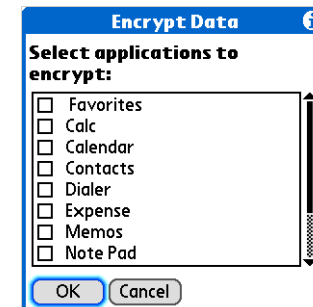 Encrypt Data
Select applications to
encrypt:
Favorites
Calc
Calendar
Contacts
Dialer
Expense
Memos
Note Pad
OK Cancel